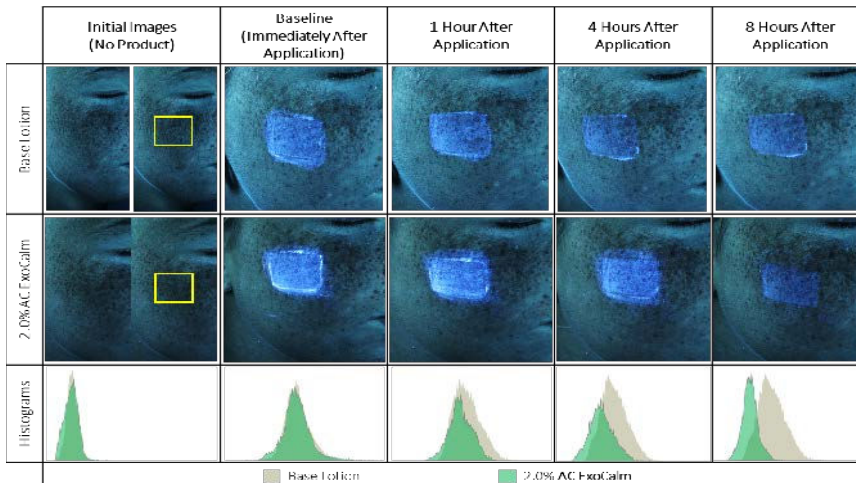 Initial Images
(No Product)
Baseline
(Immediately After
Application)
1 Hour After
Application
4 Hours After
Application
8 Hours After
Application
Base Lotion
2.0% AC ExoCalm
Histograms
Base Lotion
2.0% AC ExoCalm